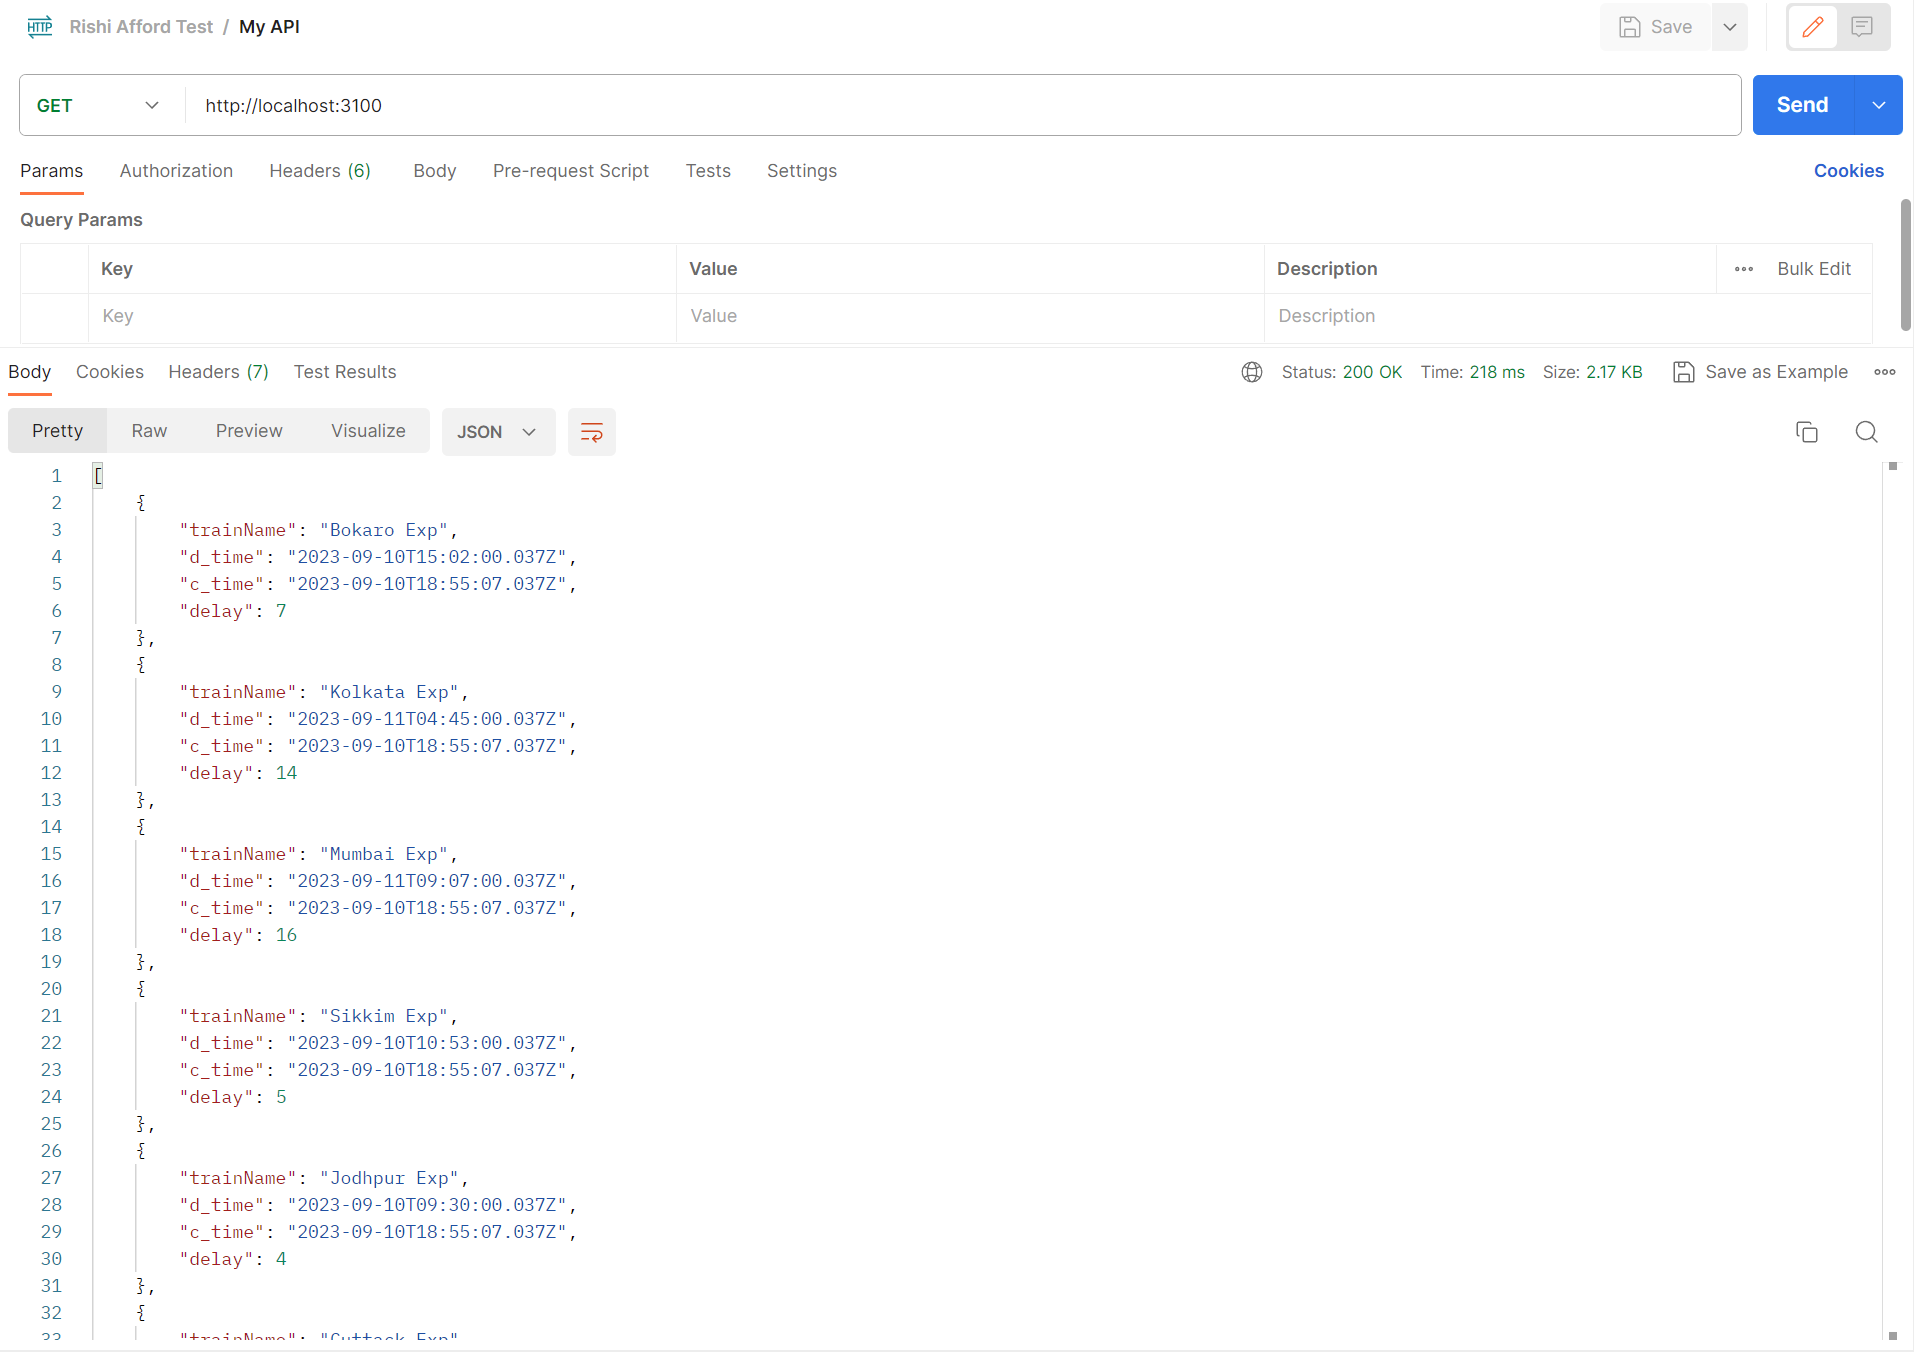 HTTP Rishi Afford Test / My API Save
GET http://localhost:3100 Send
Params Authorization Headers (6) Body Pre-request Script Tests Settings Cookies
Query Params
Key Value Description ••• Bulk Edit
Key Value Description
Body Cookies Headers (7) Test Results Status: 200 OK Time: 218 ms Size: 2.17 KB Save as Example •••
Pretty Raw Preview Visualize JSON
1 [
2 {
3 "trainName": "Bokaro Exp",
4 "d_time": "2023-09-10T15:02:00.037Z",
5 "c_time": "2023-09-10T18:55:07.037Z",
6 "delay": 7
7 },
8 {
9 "trainName": "Kolkata Exp",
10 "d_time": "2023-09-11T04:45:00.037Z",
11 "c_time": "2023-09-10T18:55:07.037Z",
12 "delay": 14
13 },
14 {
15 "trainName": "Mumbai Exp",
16 "d_time": "2023-09-11T09:07:00.037Z",
17 "c_time": "2023-09-10T18:55:07.037Z",
18 "delay": 16
19 },
20 {
21 "trainName": "Sikkim Exp",
22 "d_time": "2023-09-10T10:53:00.037Z",
23 "c_time": "2023-09-10T18:55:07.037Z",
24 "delay": 5
25 },
26 {
27 "trainName": "Jodhpur Exp",
28 "d_time": "2023-09-10T09:30:00.037Z",
29 "c_time": "2023-09-10T18:55:07.037Z",
30 "delay": 4
31 },
32 {
33 "trainName": "Cuttack Exp"